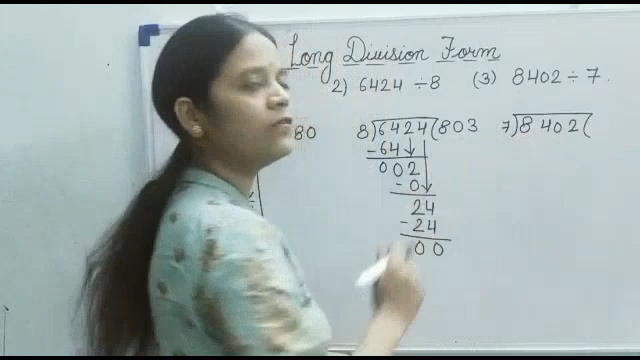 Long Division Form
2) 6424 ÷ 8 (3) 8402 ÷ 7.
80 8)6424(803 7)8402(
-64
002
-0
24
-24
00